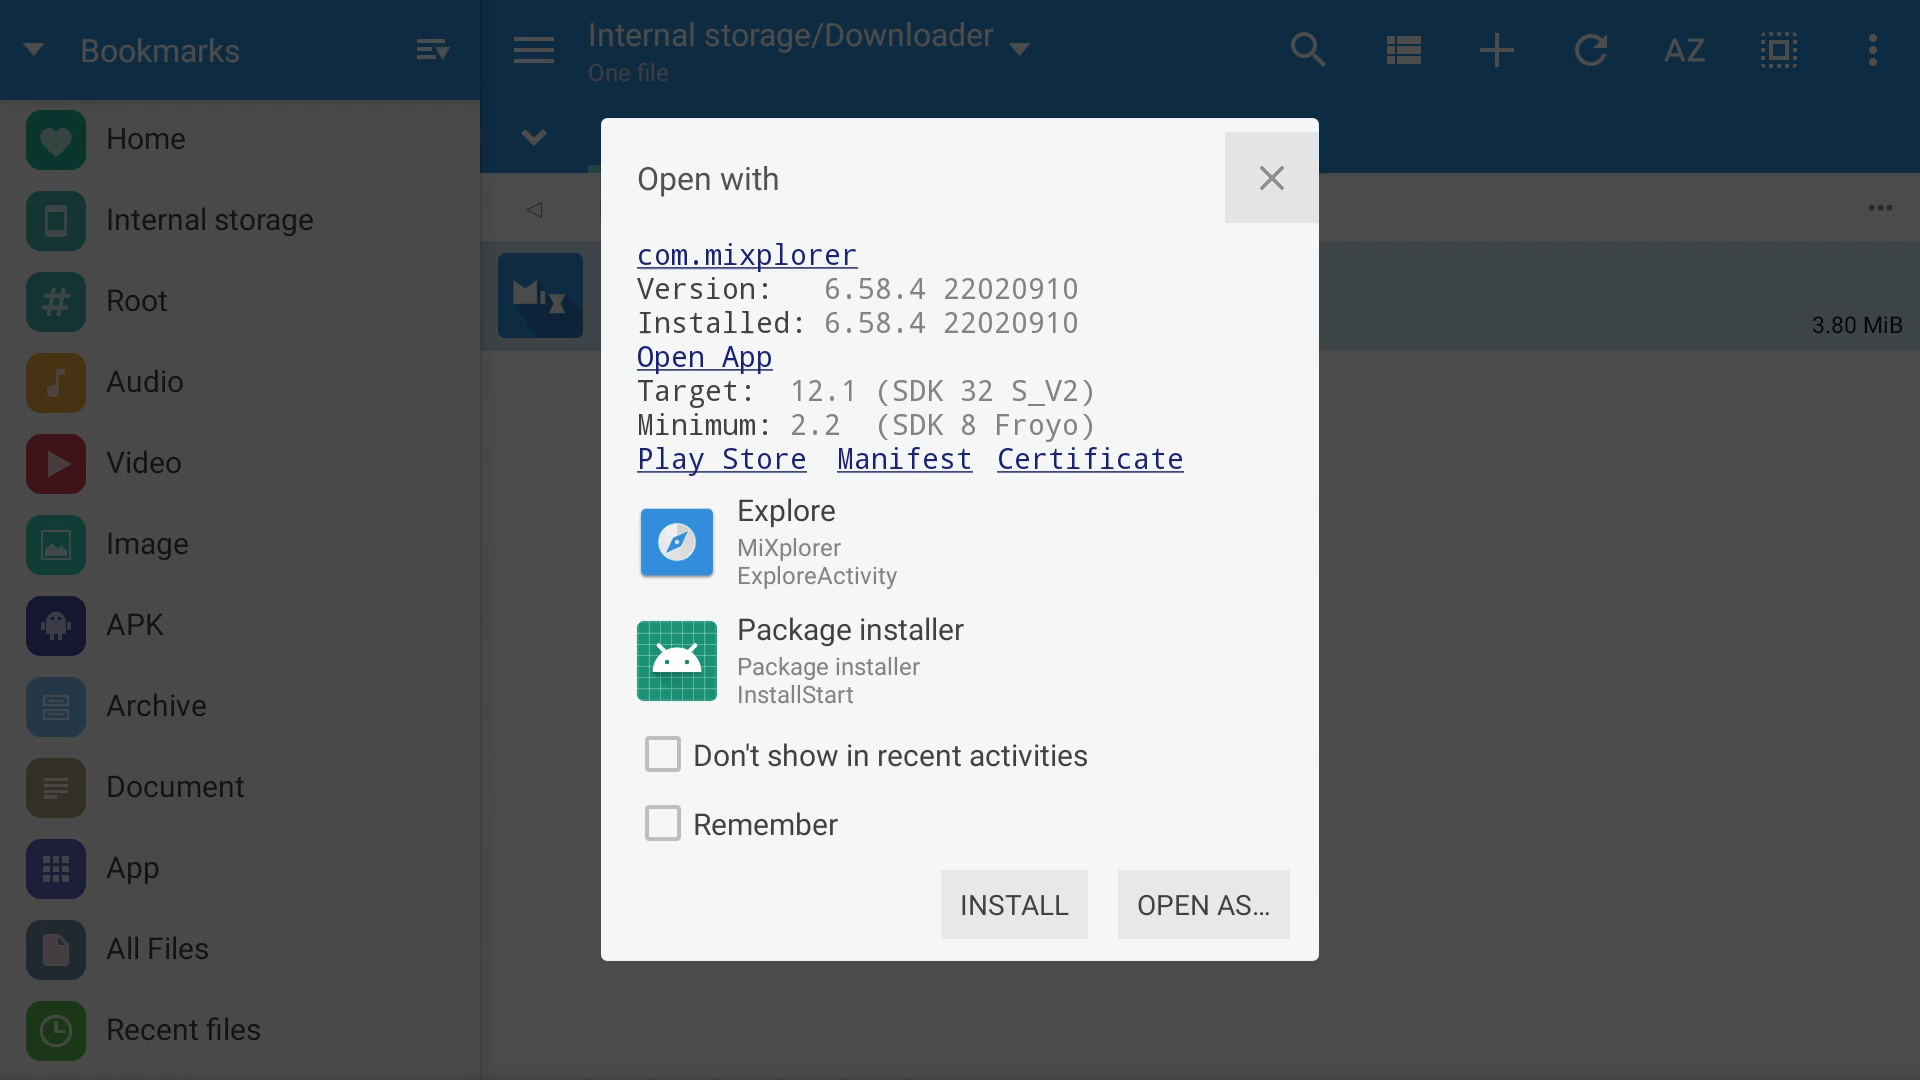 Bookmarks
Internal storage/Downloader
One file
AZ
Home
Internal storage
Root
Audio
Video
Image
APK
Archive
Document
App
All Files
Recent files
3.80 MiB
Open with
com.mixplorer
Version: 6.58.4 22020910
Installed: 6.58.4 22020910
Open App
Target: 12.1 (SDK 32 S_V2)
Minimum: 2.2 (SDK 8 Froyo)
Play Store Manifest Certificate
Explore
MiXplorer
ExploreActivity
Package installer
Package installer
InstallStart
Don't show in recent activities
Remember
INSTALL OPEN AS...